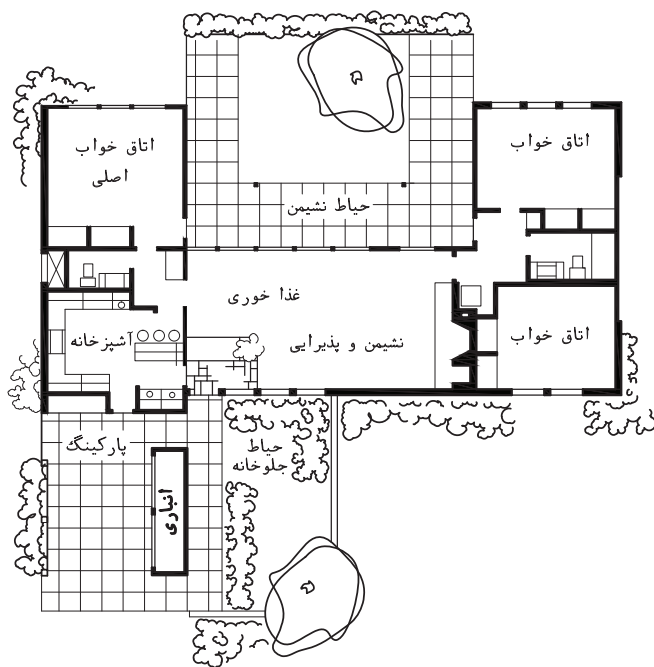 اتاق خواب
اصلی
اتاق خواب
حیاط نشیمن
غذا خوری
نشیمن و پذیرایی
آشپزخانه
اتاق خواب
پارکینگ
حیاط
جلوخانه
انباری